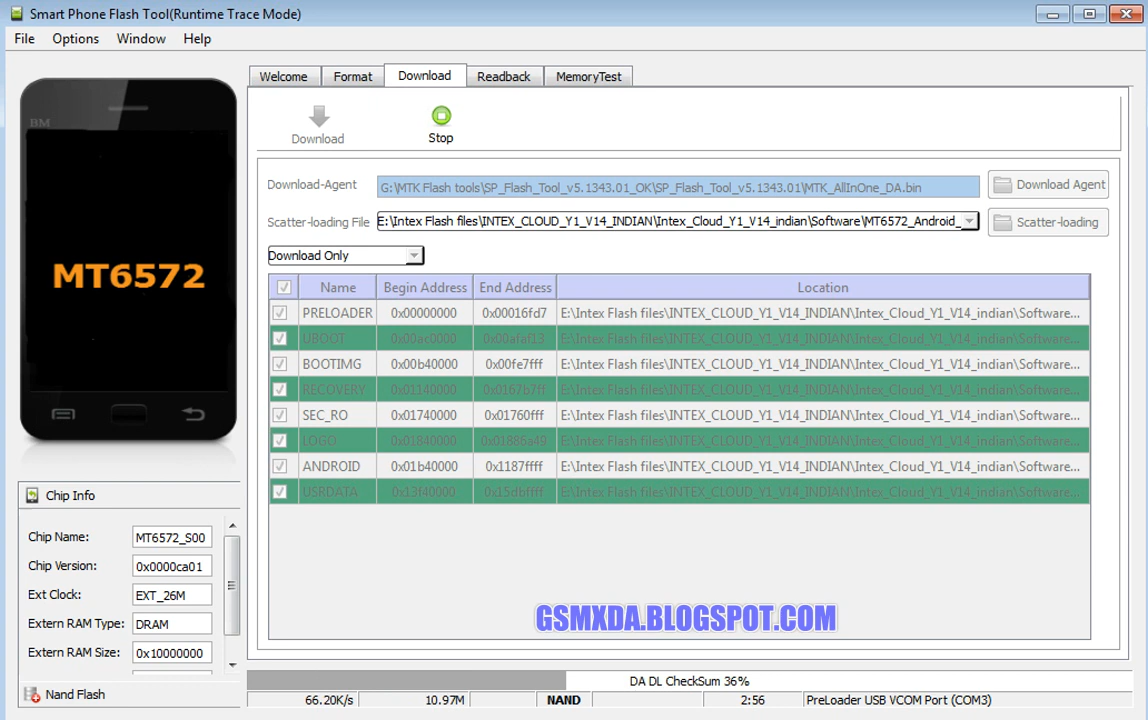 Smart Phone Flash Tool(Runtime Trace Mode)
File Options Window Help
BM
MT6572
Welcome Format Download Readback MemoryTest
Download Stop
Download-Agent G:\MTK Flash tools\SP_Flash_Tool_v5.1343.01_OK\SP_Flash_Tool_v5.1343.01\MTK_AllInOne_DA.bin Download Agent
Scatter-loading File E:\Intex Flash files\INTEX_CLOUD_Y1_V14_INDIAN\Intex_Cloud_Y1_V14_indian\Software\MT6572_Android_ Scatter-loading
Download Only
Name Begin Address End Address Location
PRELOADER 0x00000000 0x00016fd7 E:\Intex Flash files\INTEX_CLOUD_Y1_V14_INDIAN\Intex_Cloud_Y1_V14_indian\Software...
UBOOT 0x00ac0000 0x00afaf13 E:\Intex Flash files\INTEX_CLOUD_Y1_V14_INDIAN\Intex_Cloud_Y1_V14_indian\Software...
BOOTIMG 0x00b40000 0x00fe7fff E:\Intex Flash files\INTEX_CLOUD_Y1_V14_INDIAN\Intex_Cloud_Y1_V14_indian\Software...
RECOVERY 0x01140000 0x0167b7ff E:\Intex Flash files\INTEX_CLOUD_Y1_V14_INDIAN\Intex_Cloud_Y1_V14_indian\Software...
SEC_RO 0x01740000 0x01760fff E:\Intex Flash files\INTEX_CLOUD_Y1_V14_INDIAN\Intex_Cloud_Y1_V14_indian\Software...
LOGO 0x01840000 0x01886a49 E:\Intex Flash files\INTEX_CLOUD_Y1_V14_INDIAN\Intex_Cloud_Y1_V14_indian\Software...
ANDROID 0x01b40000 0x1187ffff E:\Intex Flash files\INTEX_CLOUD_Y1_V14_INDIAN\Intex_Cloud_Y1_V14_indian\Software...
USRDATA 0x13f40000 0x15dbffff E:\Intex Flash files\INTEX_CLOUD_Y1_V14_INDIAN\Intex_Cloud_Y1_V14_indian\Software...
Chip Info
Chip Name: MT6572_S00
Chip Version: 0x0000ca01
Ext Clock: EXT_26M
Extern RAM Type: DRAM
Extern RAM Size: 0x10000000
Nand Flash
GSMXDA.BLOGSPOT.COM
DA DL CheckSum 36%
66.20K/s 10.97M NAND 2:56 PreLoader USB VCOM Port (COM3)